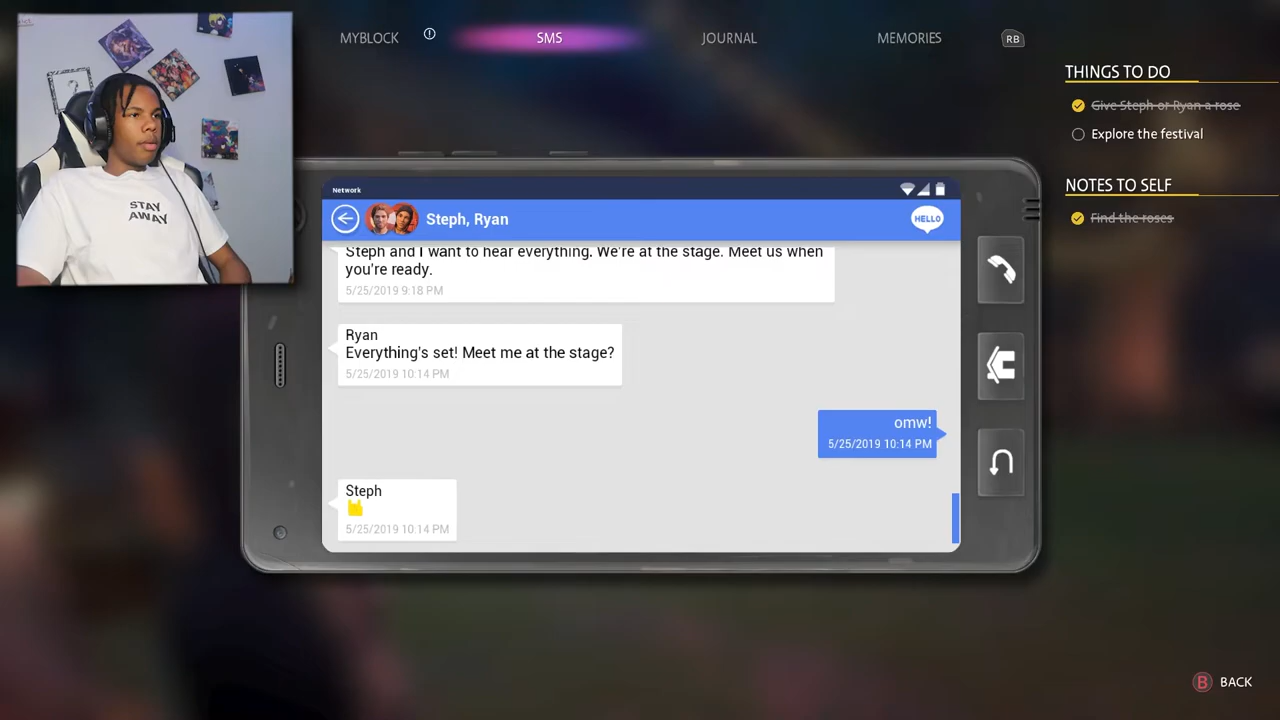 MYBLOCK
SMS
JOURNAL
MEMORIES
RB
THINGS TO DO
Give Steph or Ryan a rose
Explore the festival
NOTES TO SELF
Find the roses
STAY
AWAY
Network
Steph, Ryan
HELLO
Steph and I want to hear everything. We're at the stage. Meet us when
you're ready.
5/25/2019 9:18 PM
Ryan
Everything's set! Meet me at the stage?
5/25/2019 10:14 PM
omw!
5/25/2019 10:14 PM
Steph
5/25/2019 10:14 PM
B BACK